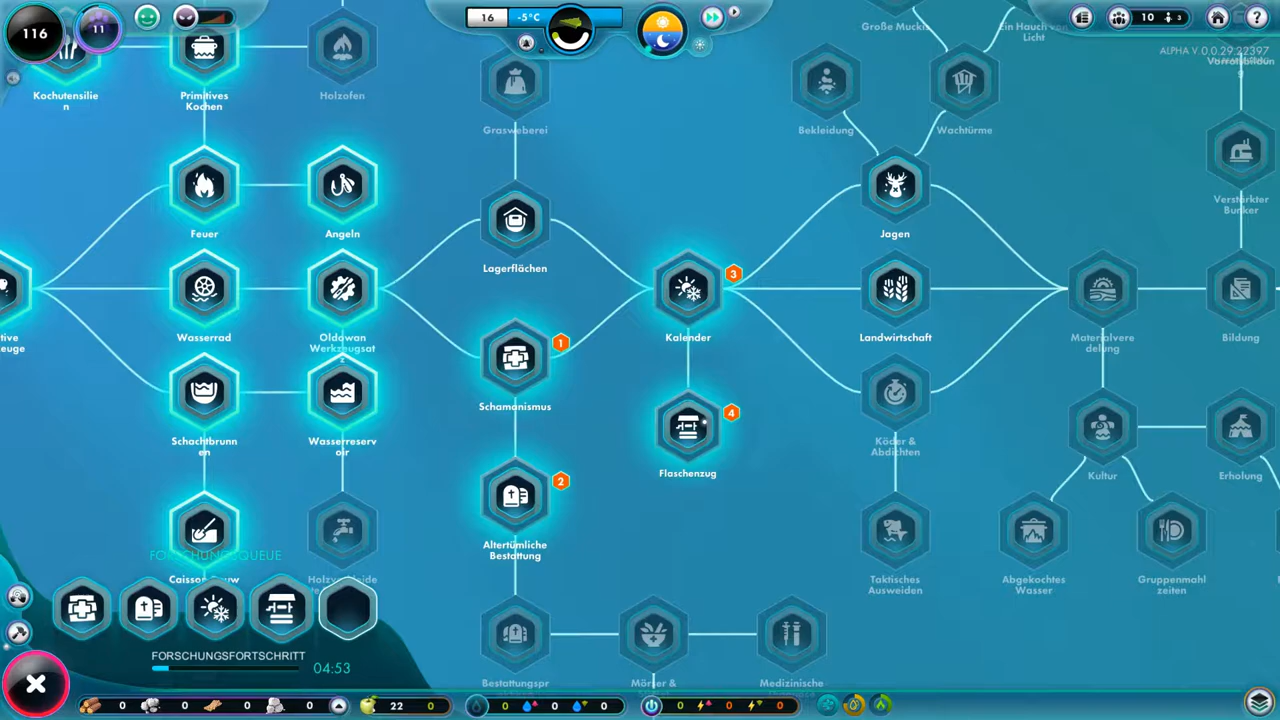 116
11
16
-5°C
10
3
ALPHA V.0.0.29.22397
Große Muckis
Ein Hauch von
Licht
Kochutensilie
n
Primitives
Kochen
Holzofen
Grasweberei
Bekleidung
Wachtürme
Verstärkter
Bunker
Feuer
Angeln
Lagerflächen
Jagen
3
Wasserrad
Oldowan
Werkzeugsat
z
Kalender
Landwirtschaft
Materialvere
delung
Bildung
1
Schamanismus
4
Schachtbrunn
en
Wasserreserv
oir
Flaschenzug
Köder &
Abdichten
Kultur
Erholung
2
Altertümliche
Bestattung
FORSCHUNGSQUEUE
Taktisches
Ausweiden
Abgekochtes
Wasser
Gruppenmahl
zeiten
FORSCHUNGSFORTSCHRITT
04:53
Mörser &
Medizinische
0
0
0
0
22
0
0
0
0
0
0
0